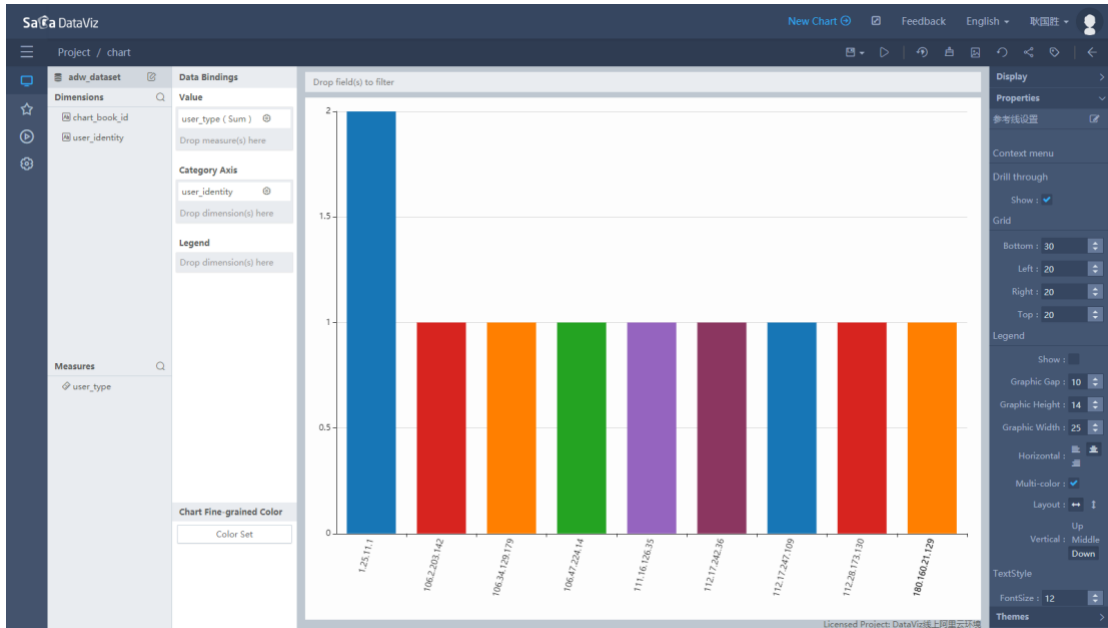 SaCa DataViz
New Chart
Feedback
English
耿国胜
Project / chart
adw_dataset
Dimensions
chart_book_id
user_identity
Measures
user_type
Data Bindings
Value
user_type ( Sum )
Drop measure(s) here
Category Axis
user_identity
Drop dimension(s) here
Legend
Drop dimension(s) here
Chart Fine-grained Color
Color Set
Drop field(s) to filter
2
1.5
1
0.5
0
1.25.11.1
106.2.203.142
106.34.129.179
106.47.224.14
111.16.126.35
112.17.242.36
112.17.247.109
112.28.173.130
180.160.21.129
Licensed Project: DataViz线上阿里云环境
Display
Properties
参考线设置
Context menu
Drill through
Show :
Grid
Bottom : 30
Left : 20
Right : 20
Top : 20
Legend
Show :
Graphic Gap : 10
Graphic Height : 14
Graphic Width : 25
Horizontal :
Multi-color :
Layout :
Up
Vertical : Middle
Down
TextStyle
FontSize : 12
Themes